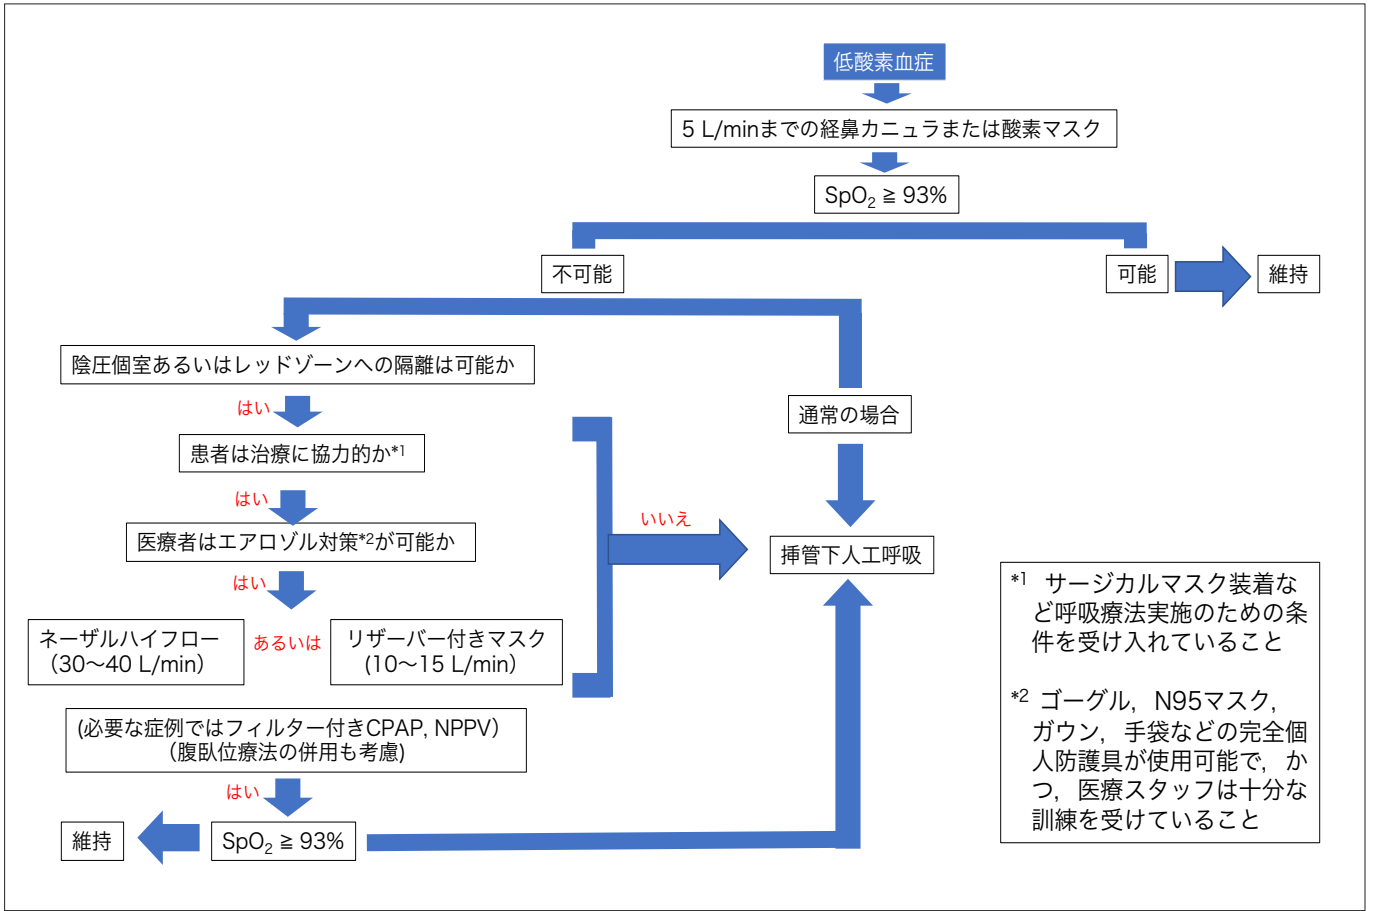 低酸素血症
5 L/minまでの経鼻カニュラまたは酸素マスク
SpO₂ ≧ 93%
不可能
可能
維持
陰圧個室あるいはレッドゾーンへの隔離は可能か
はい
通常の場合
患者は治療に協力的か*1
はい
医療者はエアロゾル対策*2が可能か
いいえ
挿管下人工呼吸
はい
ネーザルハイフロー
（30〜40 L/min）
あるいは
リザーバー付きマスク
(10〜15 L/min）
(必要な症例ではフィルター付きCPAP, NPPV）
（腹臥位療法の併用も考慮)
はい
維持
SpO₂ ≧ 93%
*1 サージカルマスク装着な
ど呼吸療法実施のための条
件を受け入れていること
*2 ゴーグル，N95マスク，
ガウン，手袋などの完全個
人防護具が使用可能で，か
つ，医療スタッフは十分な
訓練を受けていること